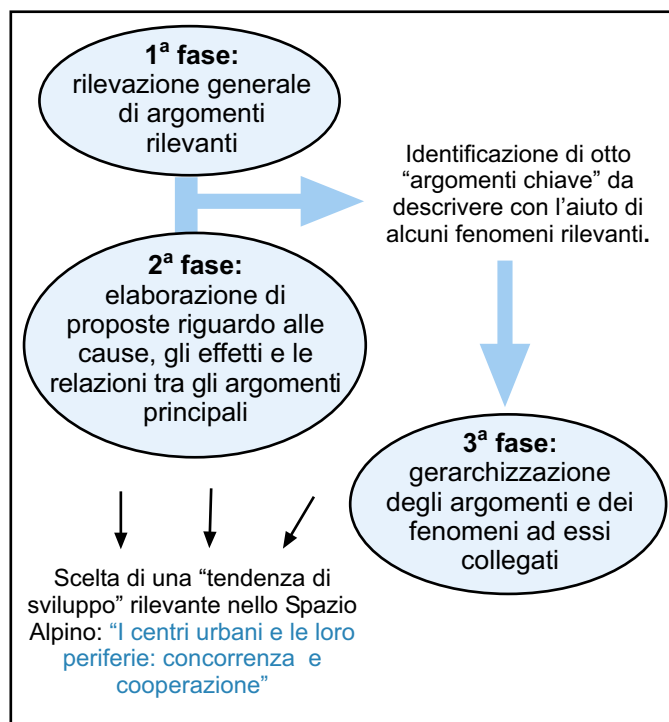 1ª fase:
rilevazione generale
di argomenti
rilevanti
Identificazione di otto
“argomenti chiave” da
descrivere con l’aiuto di
alcuni fenomeni rilevanti.
2ª fase:
elaborazione di
proposte riguardo alle
cause, gli effetti e le
relazioni tra gli argomenti
principali
3ª fase:
gerarchizzazione
degli argomenti e dei
fenomeni ad essi
collegati
Scelta di una “tendenza di
sviluppo” rilevante nello Spazio
Alpino: “I centri urbani e le loro
periferie: concorrenza e
cooperazione”